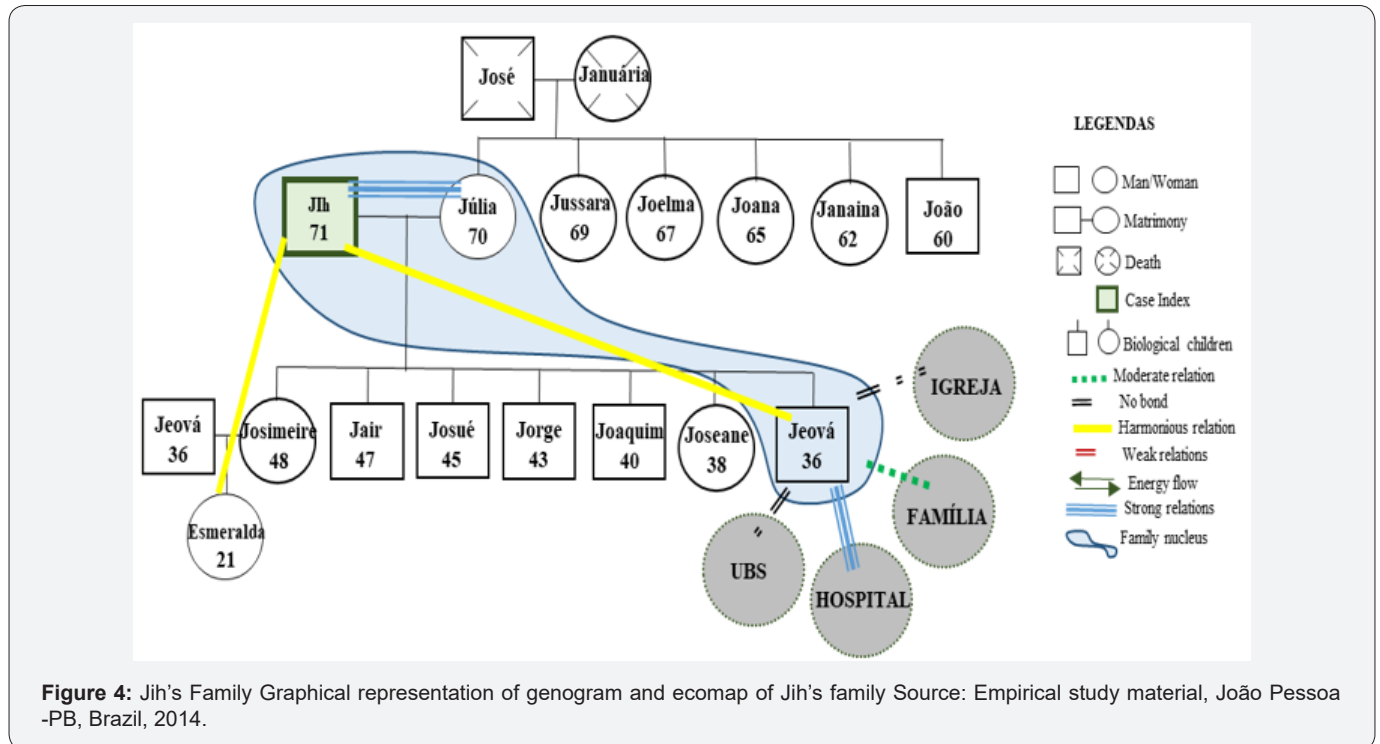 José
Januária
LEGENDAS
Man/Woman
Matrimony
Death
Case Index
Biological children
Moderate relation
No bond
Harmonious relation
Weak relations
Energy flow
Strong relations
Family nucleus
JIh
71
Júlia
70
Jussara
69
Joelma
67
Joana
65
Janaina
62
João
60
Jeová
36
Josimeire
48
Jair
47
Josué
45
Jorge
43
Joaquim
40
Joseane
38
Jeová
36
Esmeralda
21
IGREJA
FAMÍLIA
UBS
HOSPITAL
Figure 4: Jih's Family Graphical representation of genogram and ecomap of Jih's family Source: Empirical study material, João Pessoa
-PB, Brazil, 2014.